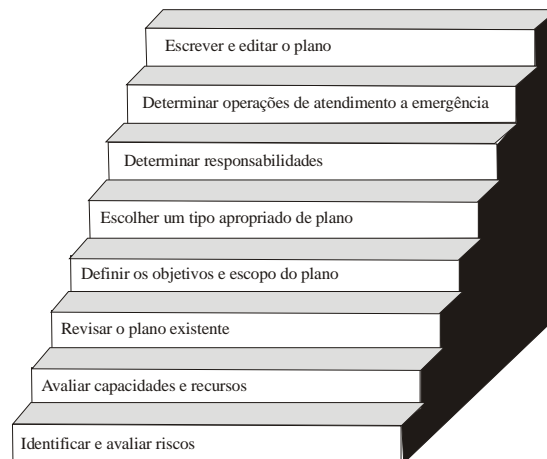 Escrever e editar o plano
Determinar operações de atendimento a emergência
Determinar responsabilidades
Escolher um tipo apropriado de plano
Definir os objetivos e escopo do plano
Revisar o plano existente
Avaliar capacidades e recursos
Identificar e avaliar riscos